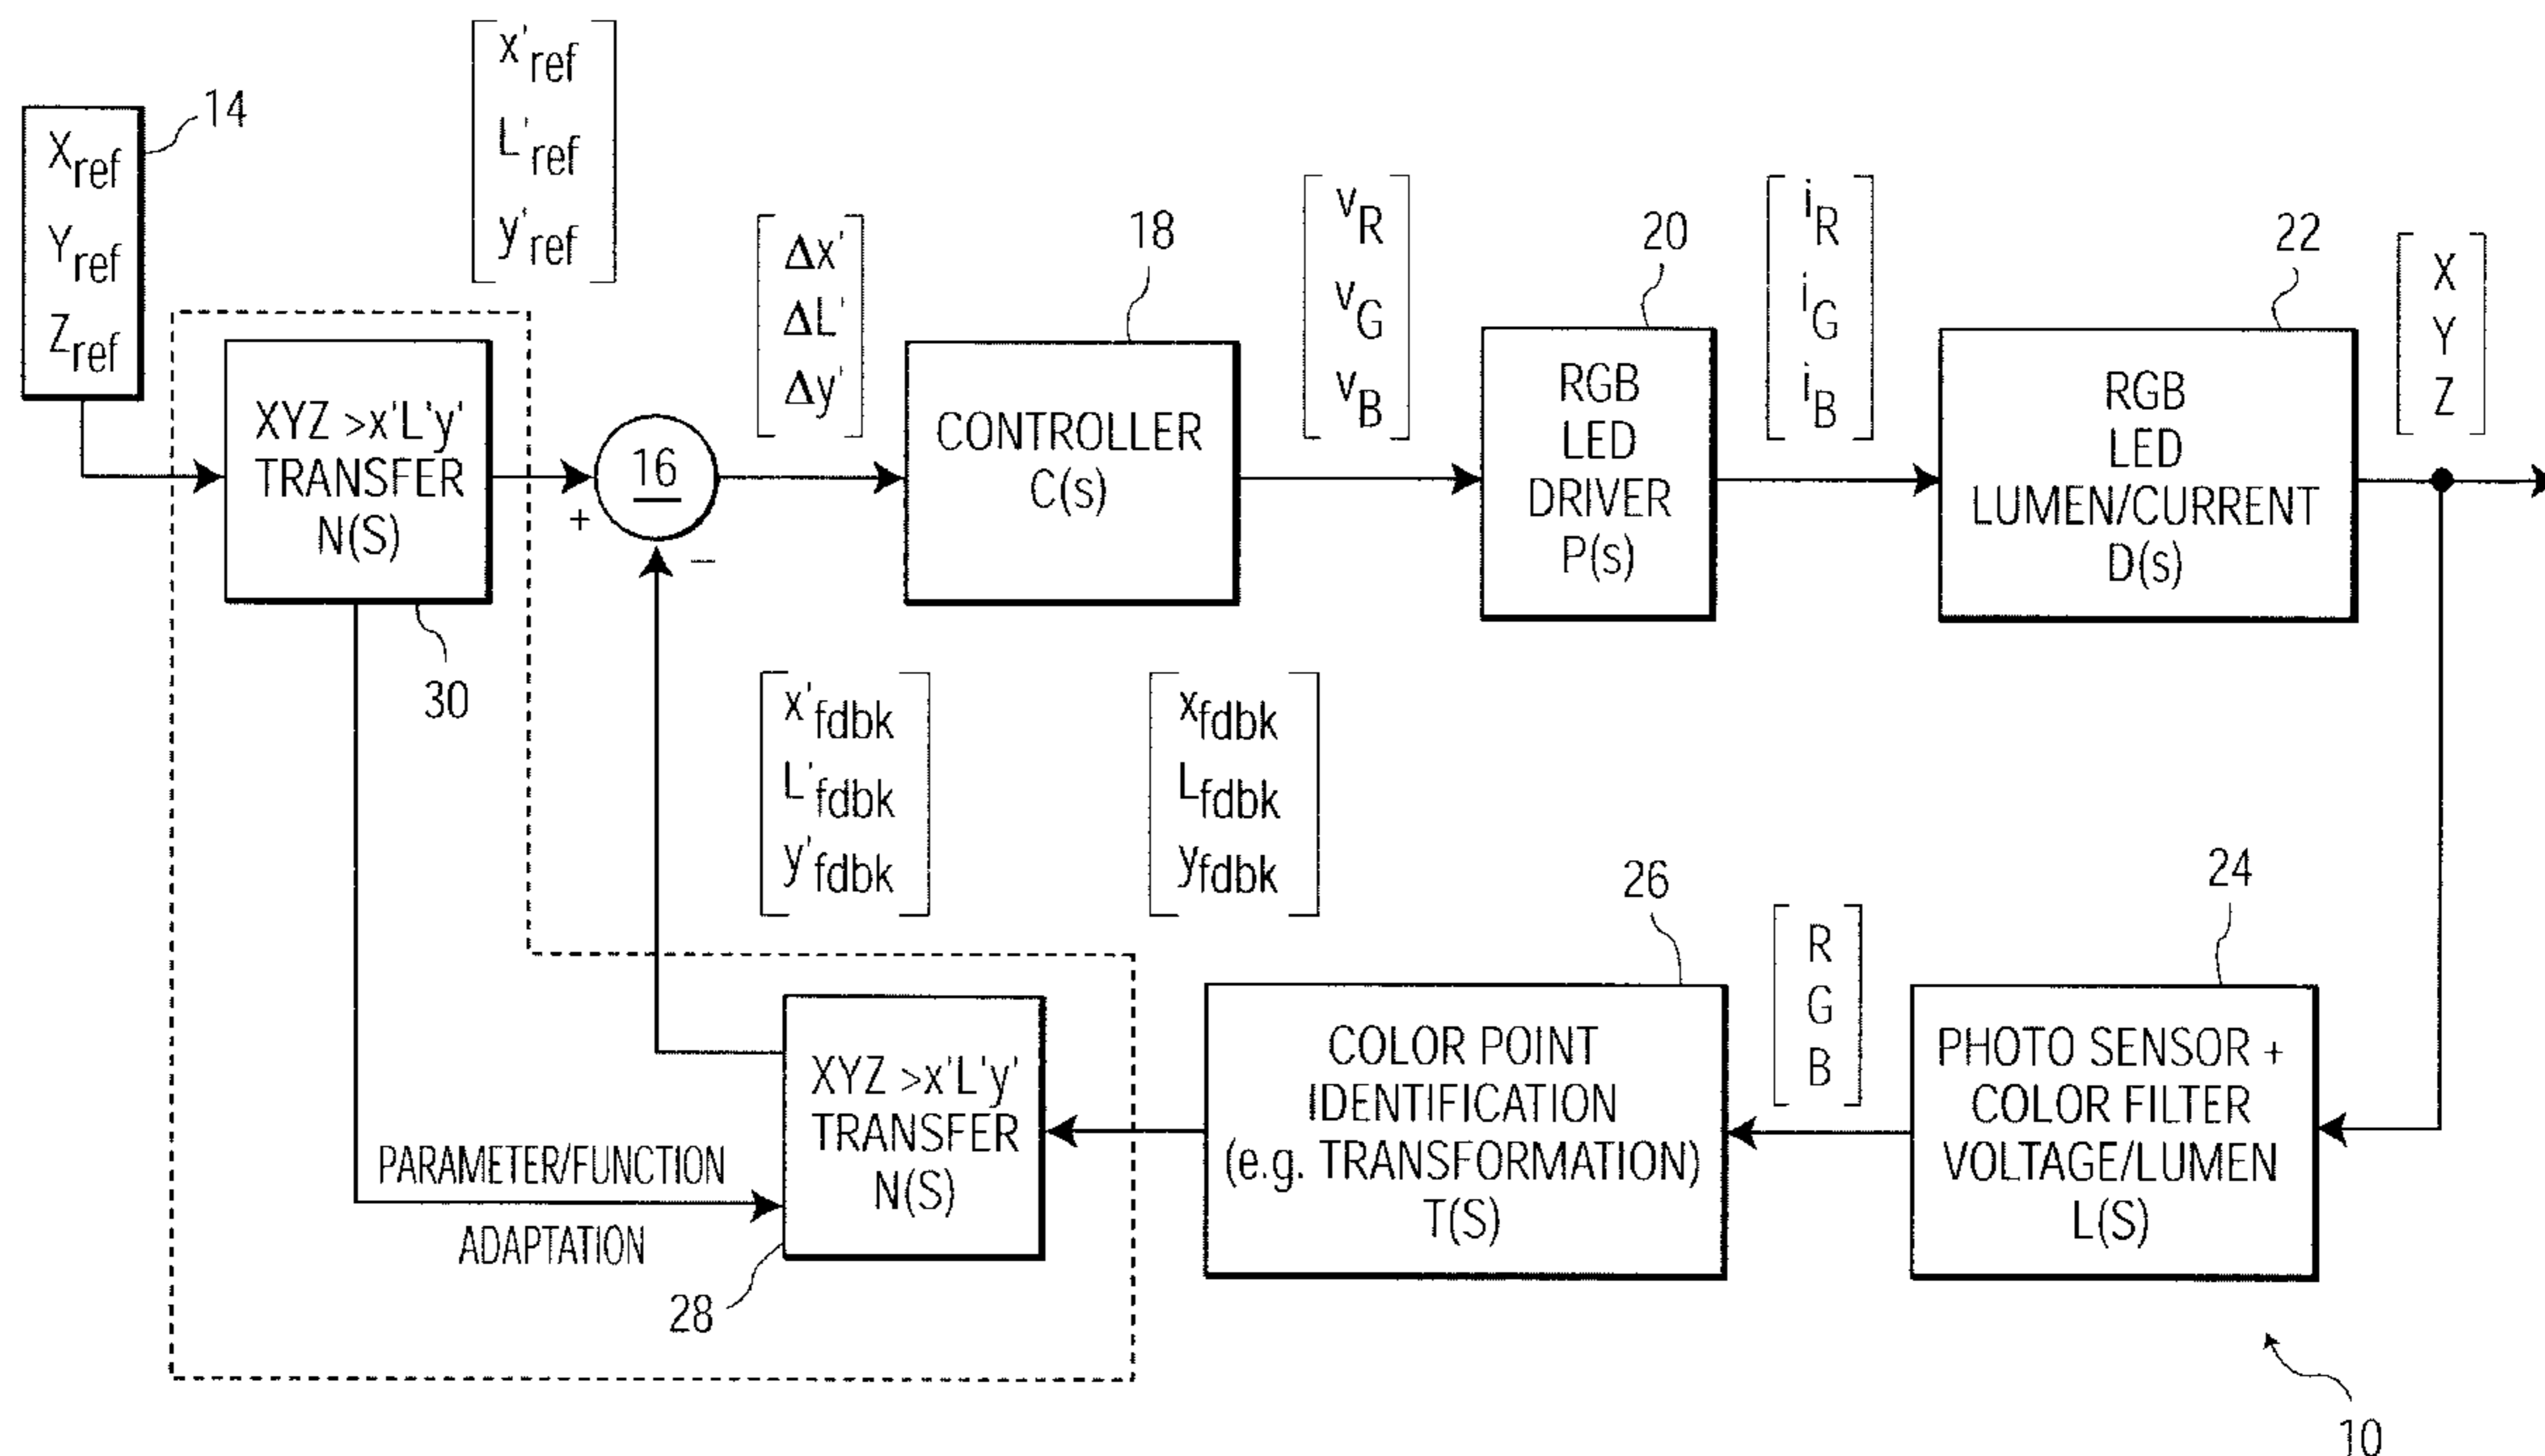 x'ref
L'ref
y'ref
14
Xref
Yref
Zref
Δx'
ΔL'
Δy'
18
vR
vG
vB
20
iR
iG
iB
22
X
Y
Z
XYZ >x'L'y'
TRANSFER
N(S)
30
16
+
–
CONTROLLER
C(s)
RGB
LED
DRIVER
P(s)
RGB
LED
LUMEN/CURRENT
D(s)
x'fdbk
L'fdbk
y'fdbk
xfdbk
Lfdbk
yfdbk
26
R
G
B
24
XYZ >x'L'y'
TRANSFER
N(S)
28
PARAMETER/FUNCTION
ADAPTATION
COLOR POINT
IDENTIFICATION
(e.g. TRANSFORMATION)
T(S)
PHOTO SENSOR +
COLOR FILTER
VOLTAGE/LUMEN
L(S)
10